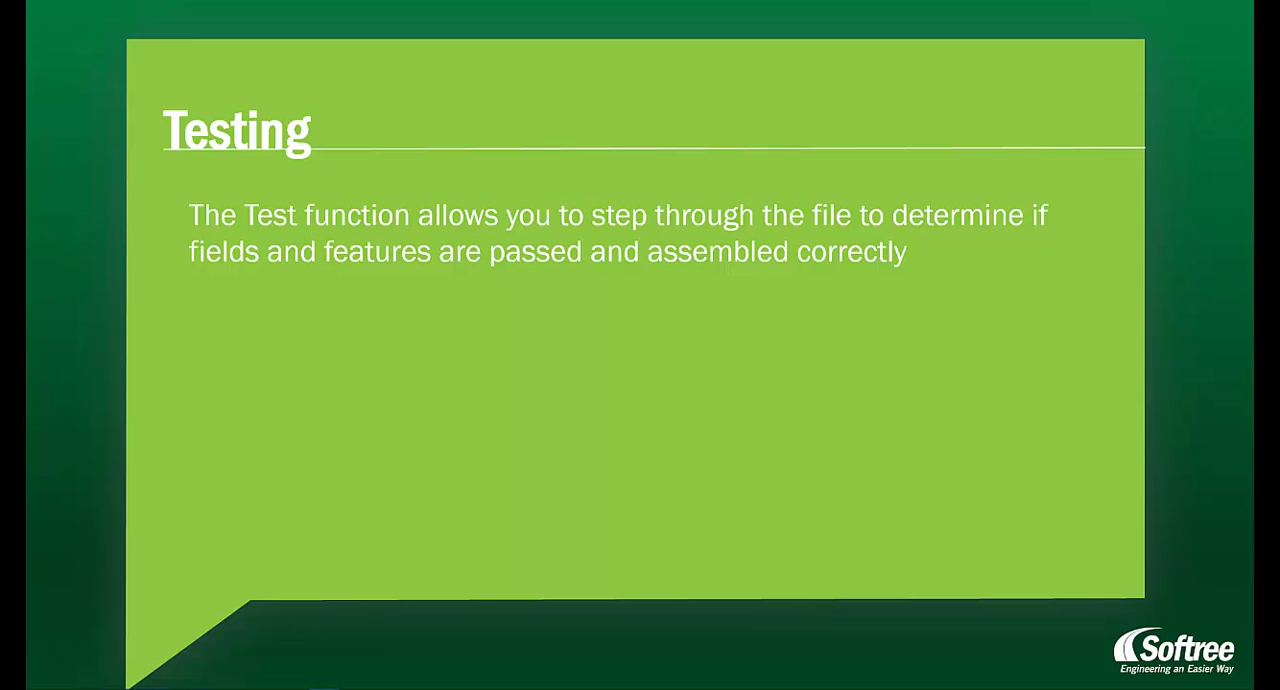 Testing
The Test function allows you to step through the file to determine if
fields and features are passed and assembled correctly
Softree
Engineering an Easier Way